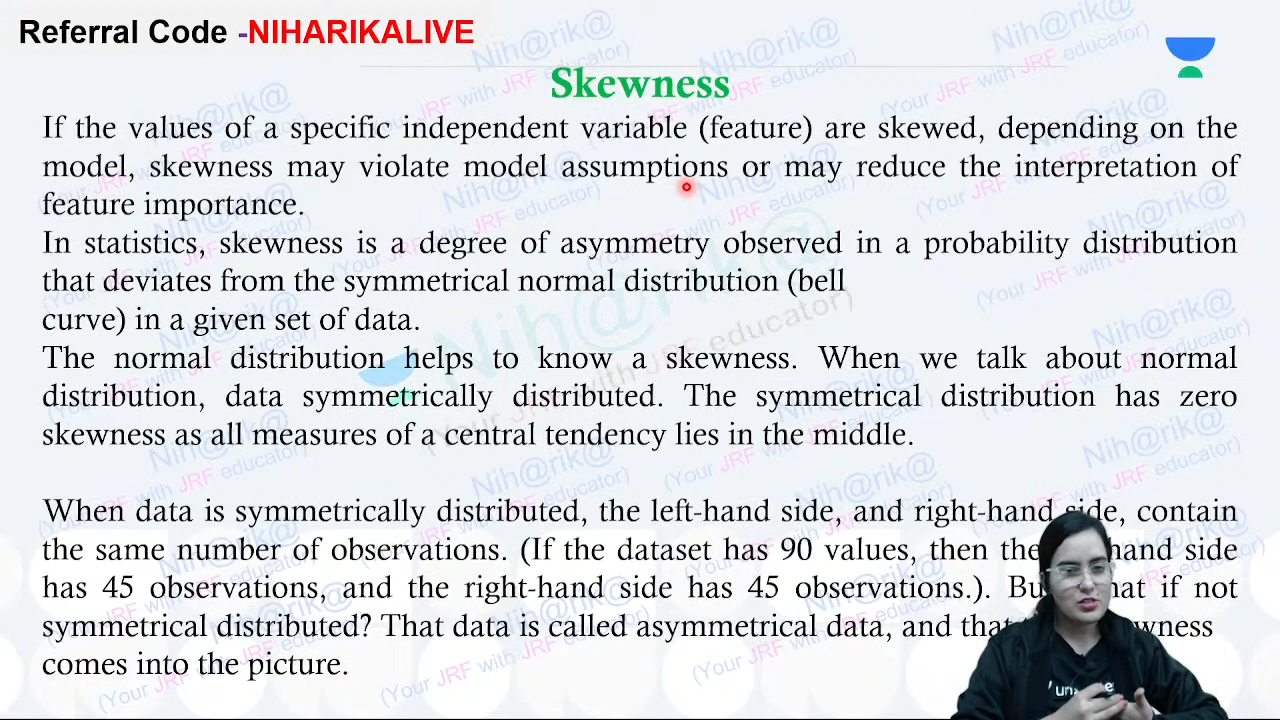 Referral Code -NIHARIKALIVE
Skewness
If the values of a specific independent variable (feature) are skewed, depending on the
model, skewness may violate model assumptions or may reduce the interpretation of
feature importance.
In statistics, skewness is a degree of asymmetry observed in a probability distribution
that deviates from the symmetrical normal distribution (bell
curve) in a given set of data.
The normal distribution helps to know a skewness. When we talk about normal
distribution, data symmetrically distributed. The symmetrical distribution has zero
skewness as all measures of a central tendency lies in the middle.
When data is symmetrically distributed, the left-hand side, and right-hand side, contain
the same number of observations. (If the dataset has 90 values, then the hand side
has 45 observations, and the right-hand side has 45 observations.). if not
symmetrical distributed? That data is called asymmetrical data, and
comes into the picture.
Nih@rik@
(Your JRF with JRF educator)